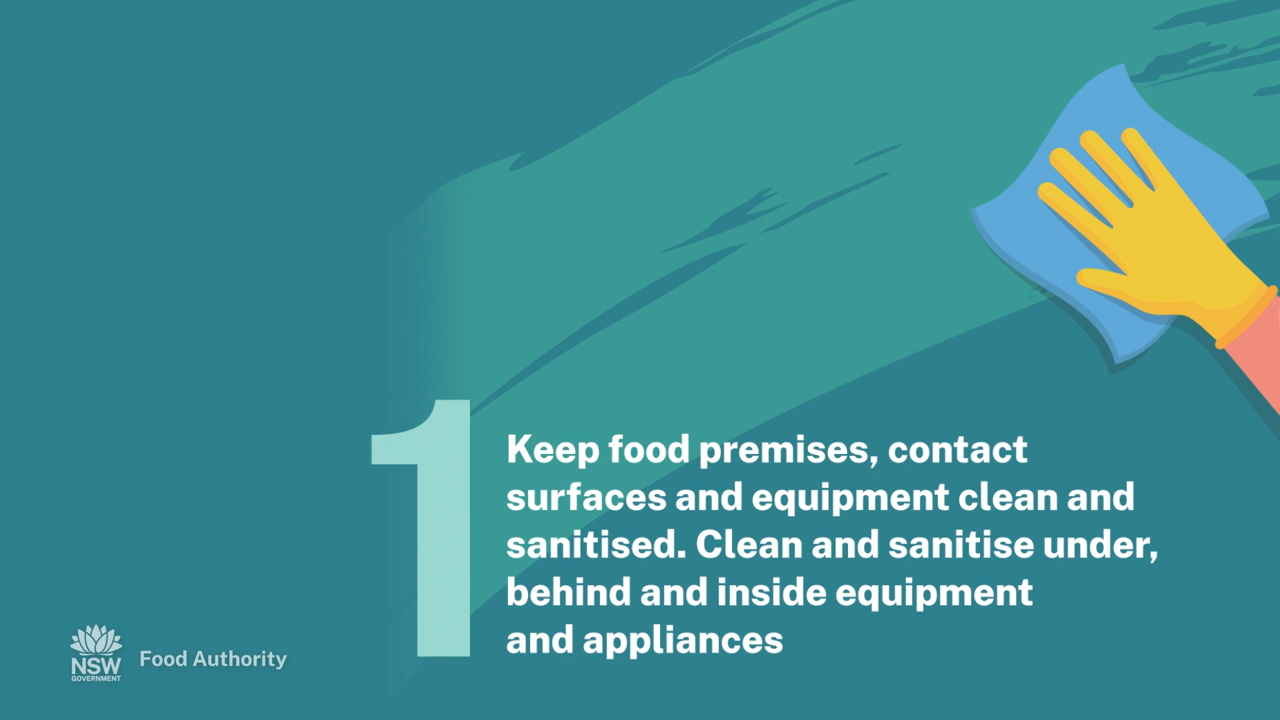 1
Keep food premises, contact
surfaces and equipment clean and
sanitised. Clean and sanitise under,
behind and inside equipment
and appliances
NSW
GOVERNMENT
Food Authority